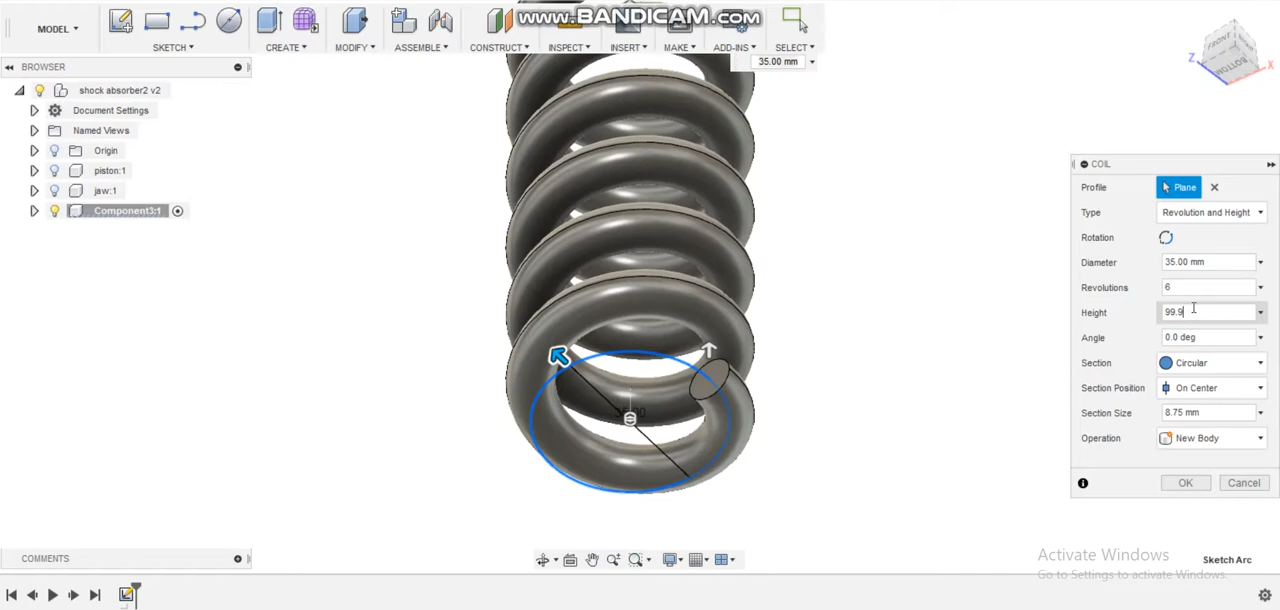 www.BANDICAM.com
MODEL
SKETCH
CREATE
MODIFY
ASSEMBLE
CONSTRUCT
INSPECT
INSERT
MAKE
ADD-INS
SELECT
35.00 mm
FRONT
BOTTOM
Z
X
BROWSER
shock absorber2 v2
Document Settings
Named Views
Origin
piston:1
jaw:1
Component3:1
COIL
Profile Plane
Type Revolution and Height
Rotation
Diameter 35.00 mm
Revolutions 6
Height 99.9
Angle 0.0 deg
Section Circular
Section Position On Center
Section Size 8.75 mm
Operation New Body
OK Cancel
COMMENTS
Activate Windows
Go to Settings to activate Windows.
Sketch Arc